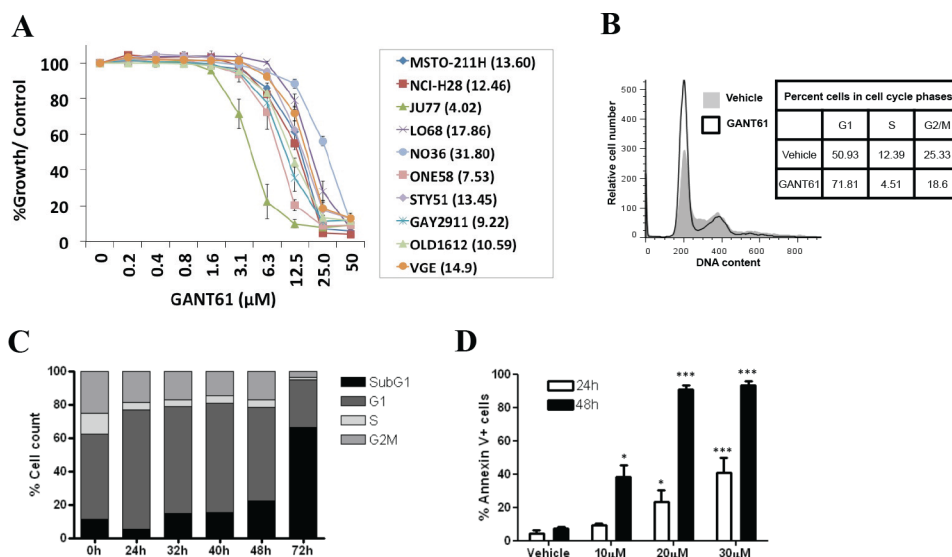 A
%Growth/ Control
100
80
60
40
20
0
0 0.2 0.4 0.8 1.6 3.1 6.3 12.5 25.0 50
GANT61 (µM)
MSTO-211H (13.60)
NCI-H28 (12.46)
JU77 (4.02)
LO68 (17.86)
NO36 (31.80)
ONE58 (7.53)
STY51 (13.45)
GAY2911 (9.22)
OLD1612 (10.59)
VGE (14.9)
B
Relative cell number
500
400
300
200
100
0
0 200 400 600 800
DNA content
Vehicle
GANT61
Percent cells in cell cycle phases
G1 S G2/M
Vehicle 50.93 12.39 25.33
GANT61 71.81 4.51 18.6
C
% Cell count
100
80
60
40
20
0
0h 24h 32h 40h 48h 72h
SubG1
G1
S
G2M
D
% Annexin V+ cells
100
80
60
40
20
0
24h
48h
* * *** *** ***
Vehicle 10µM 20µM 30µM